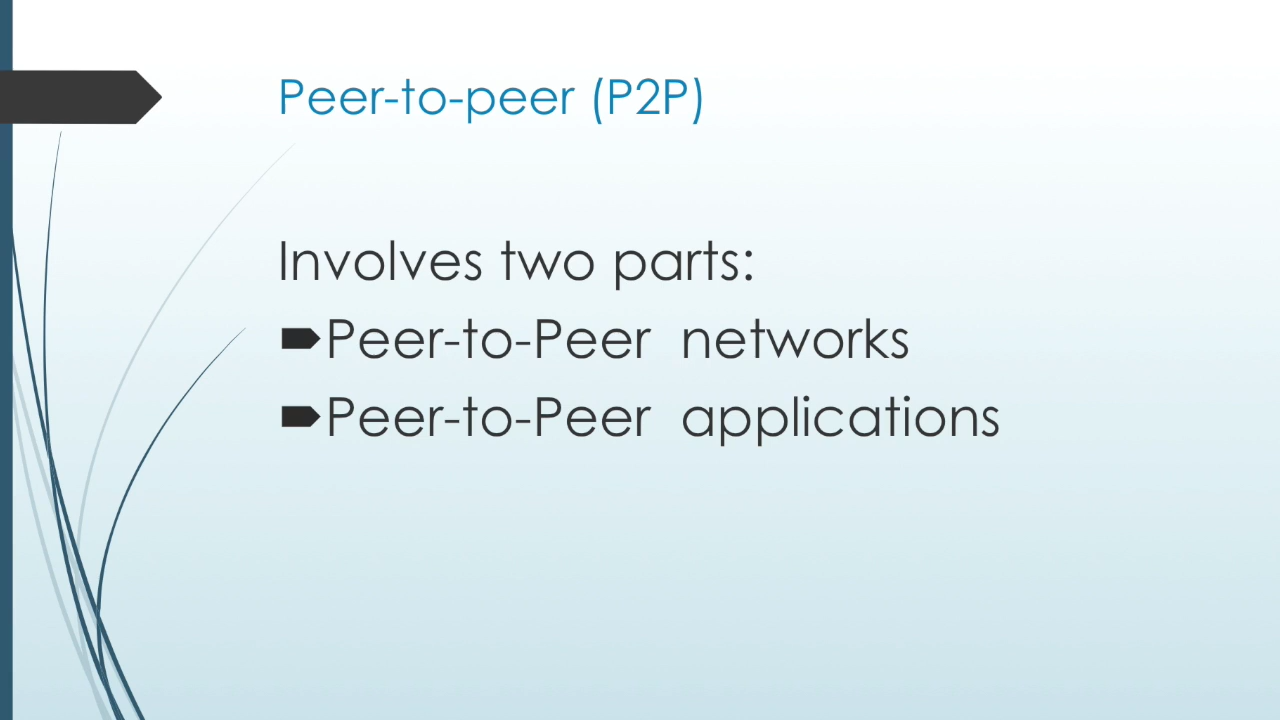 Peer-to-peer (P2P)
Involves two parts:
Peer-to-Peer networks
Peer-to-Peer applications